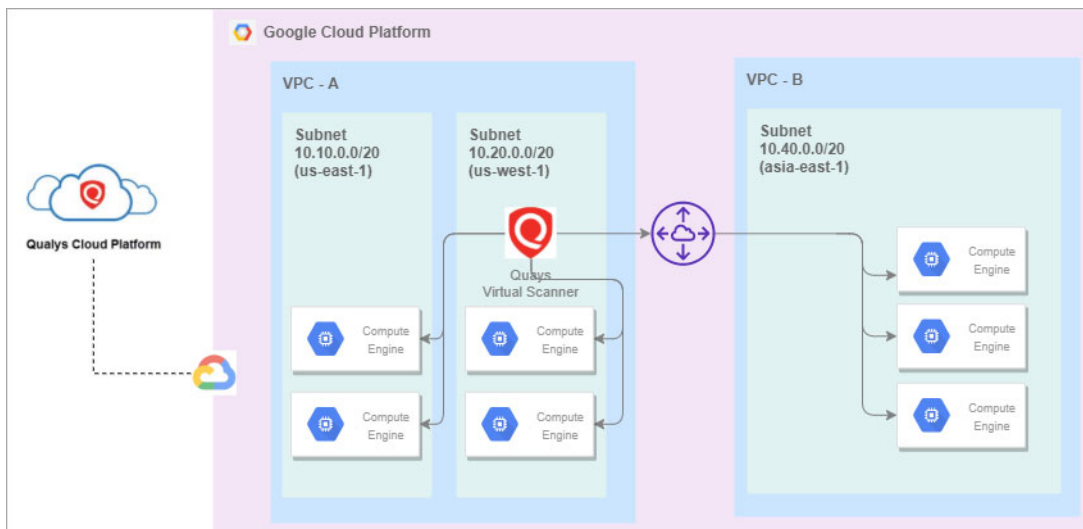 Google Cloud Platform
VPC - A
VPC - B
Subnet
10.10.0.0/20
(us-east-1)
Subnet
10.20.0.0/20
(us-west-1)
Subnet
10.40.0.0/20
(asia-east-1)
Qualys Cloud Platform
Quays
Virtual Scanner
Compute
Engine
Compute
Engine
Compute
Engine
Compute
Engine
Compute
Engine
Compute
Engine
Compute
Engine